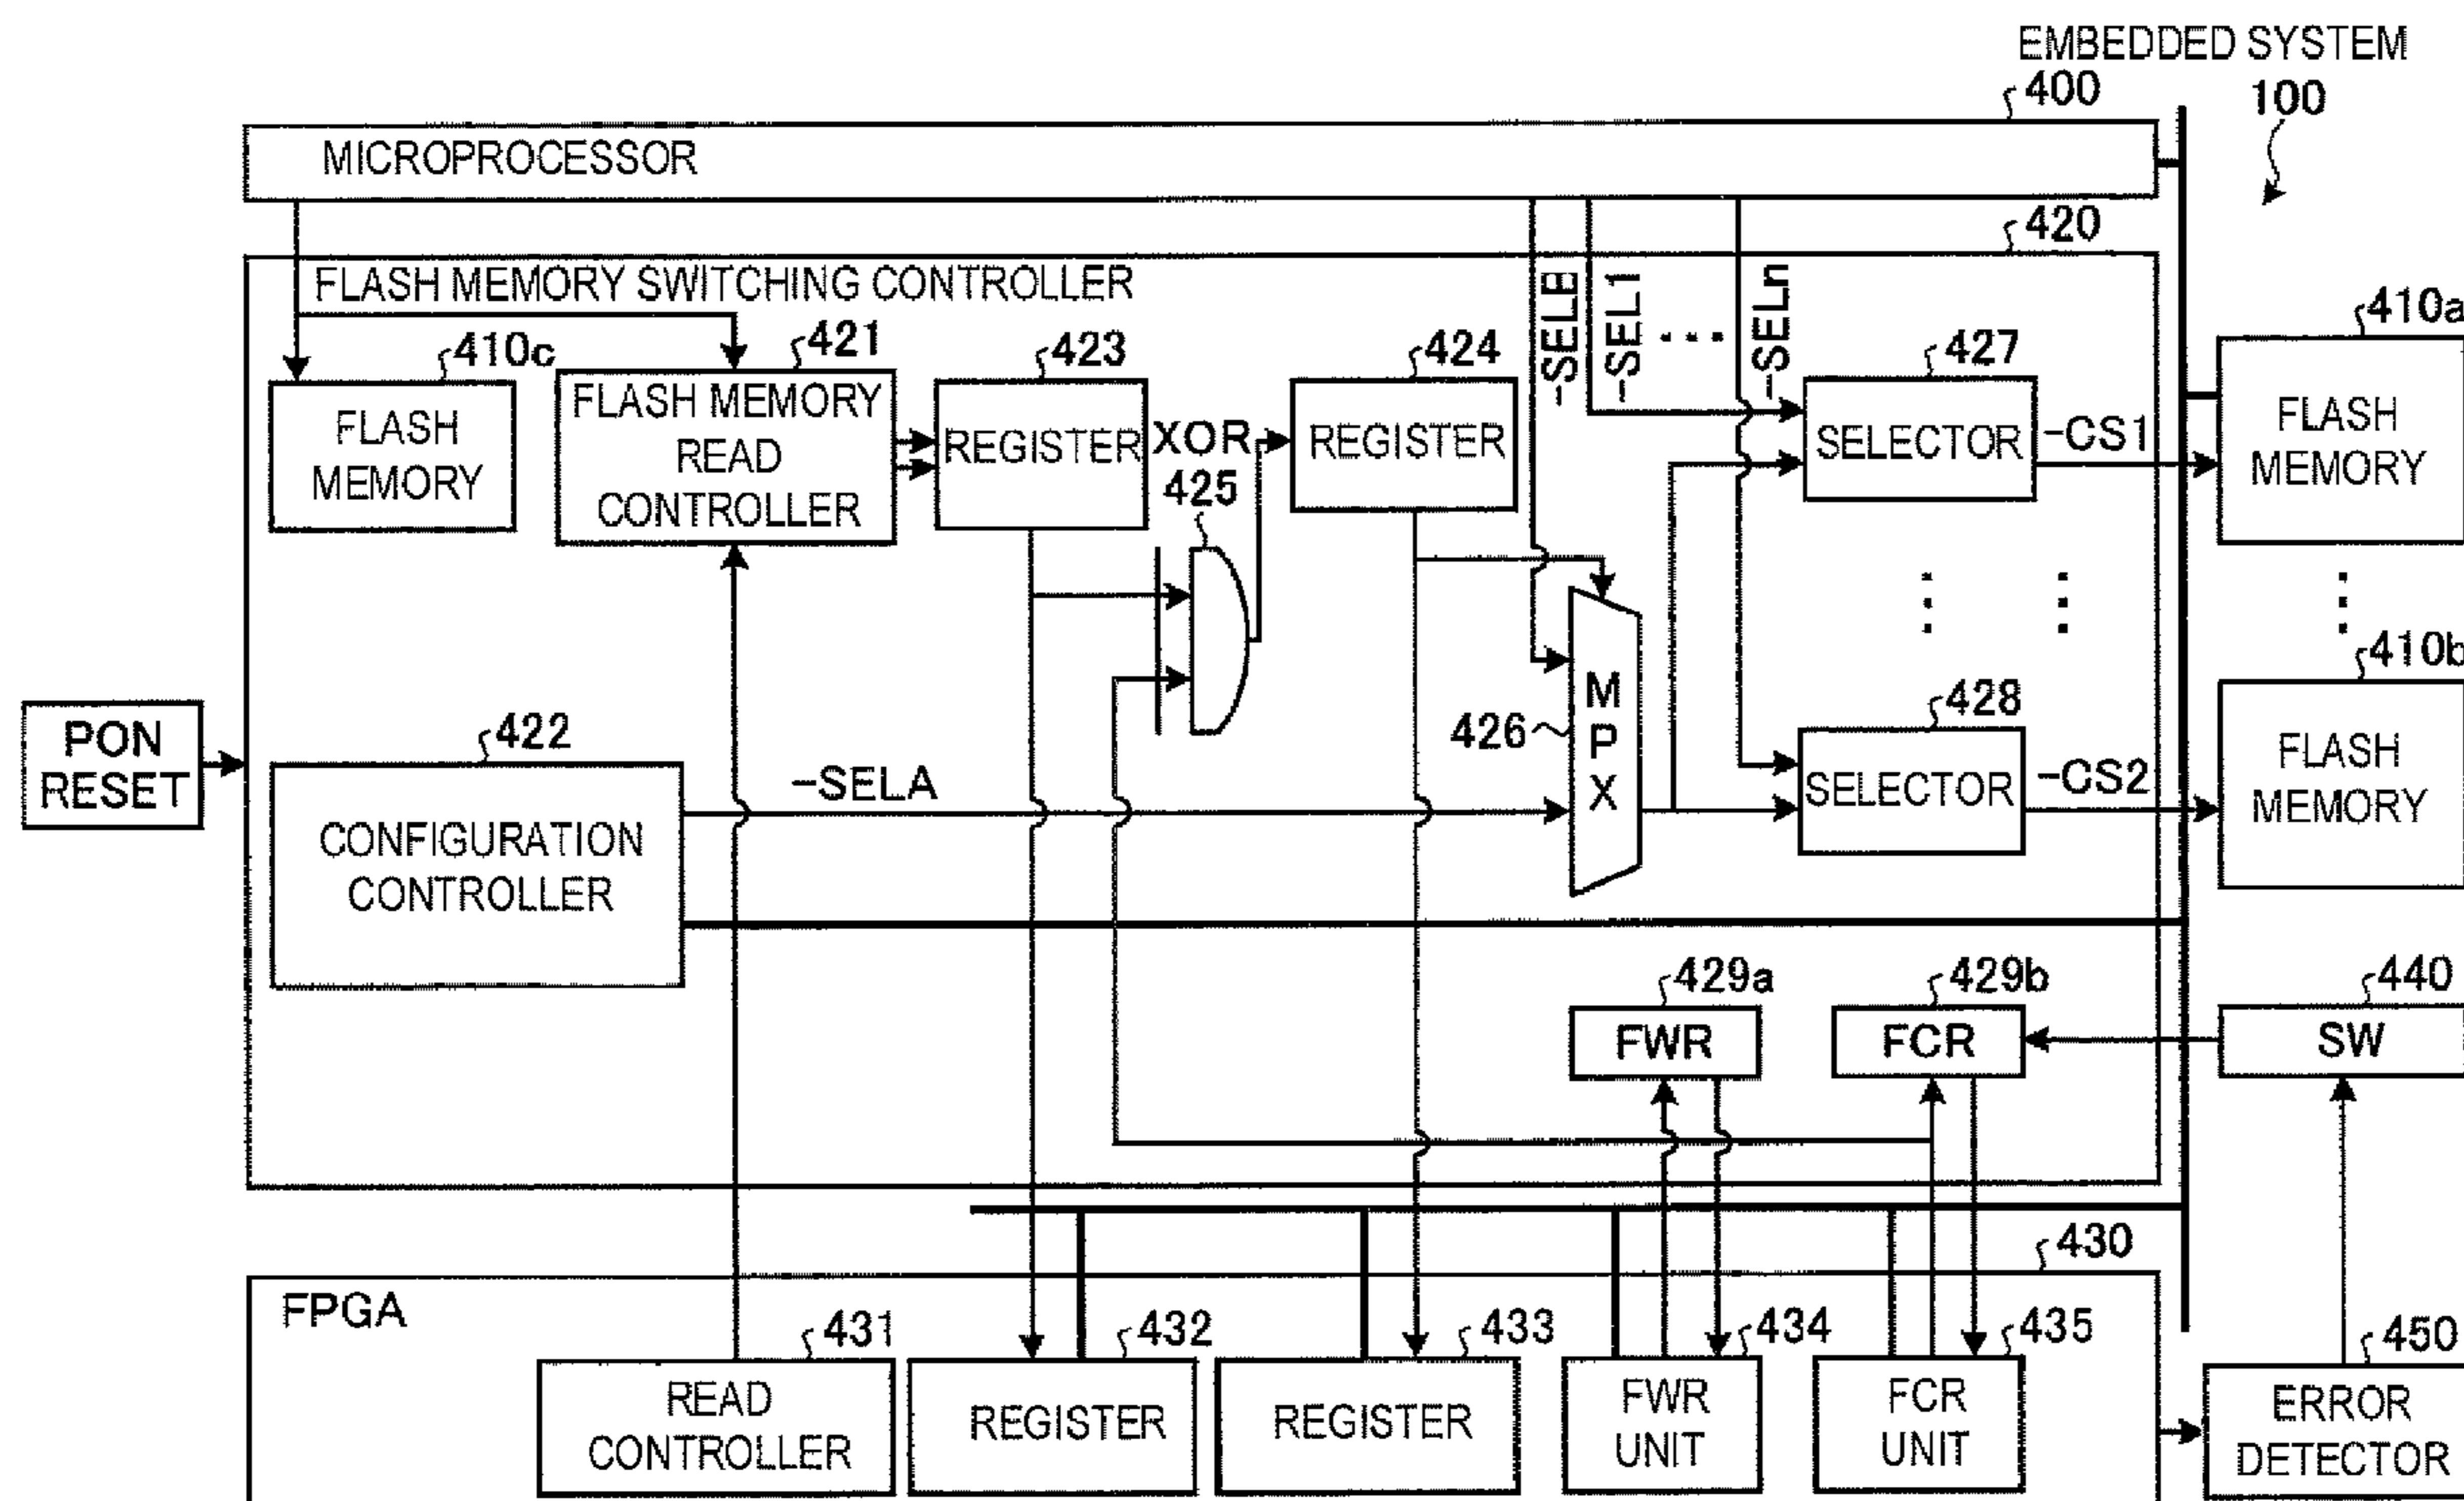 EMBEDDED SYSTEM
100
400
MICROPROCESSOR
420
FLASH MEMORY SWITCHING CONTROLLER
-SELB
-SEL1
...
-SELn
410c
FLASH
MEMORY
421
FLASH MEMORY
READ
CONTROLLER
423
REGISTER
XOR
425
424
REGISTER
427
SELECTOR
-CS1
410a
FLASH
MEMORY
PON
RESET
422
CONFIGURATION
CONTROLLER
-SELA
426
M
P
X
428
SELECTOR
-CS2
410b
FLASH
MEMORY
429a
FWR
429b
FCR
440
SW
430
FPGA
431
READ
CONTROLLER
432
REGISTER
433
REGISTER
434
FWR
UNIT
435
FCR
UNIT
450
ERROR
DETECTOR